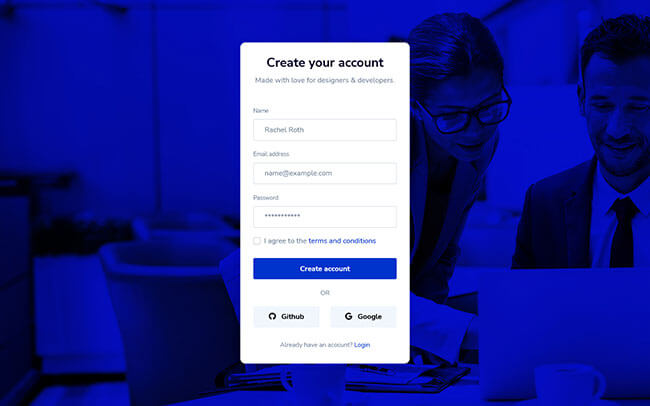 Create your account
Made with love for designers & developers.
Name
Rachel Roth
Email address
name@example.com
Password
***********
I agree to the terms and conditions
Create account
OR
Github
Google
Already have an acount? Login